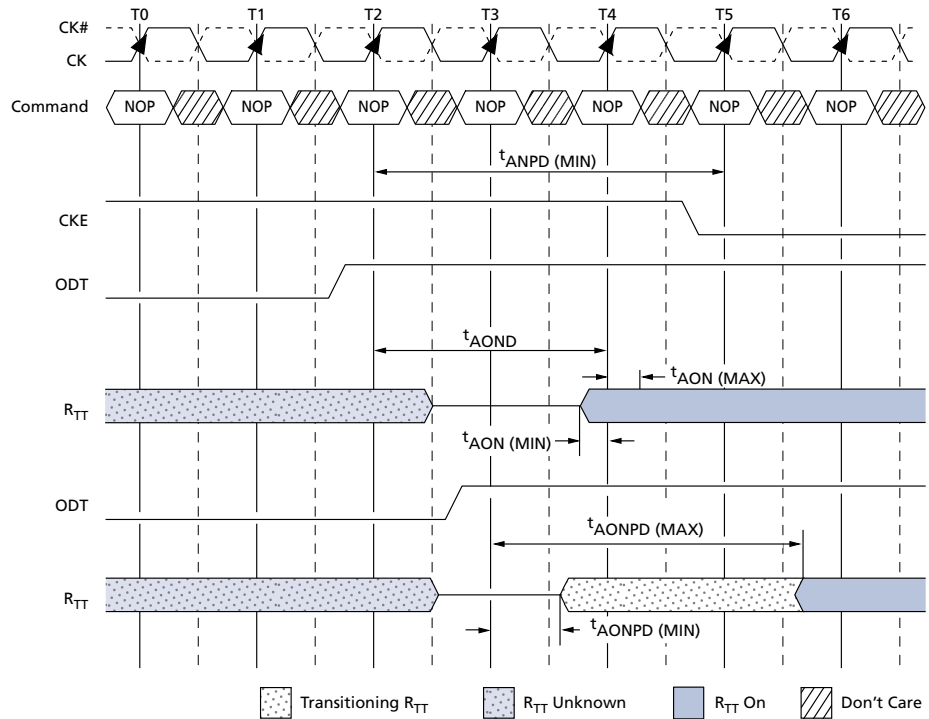 T0 T1 T2 T3 T4 T5 T6
CK#
CK
Command NOP NOP NOP NOP NOP NOP NOP
tANPD (MIN)
CKE
ODT
tAOND
tAON (MAX)
RTT
tAON (MIN)
ODT
tAONPD (MAX)
RTT
tAONPD (MIN)
Transitioning RTT RTT Unknown RTT On Don't Care